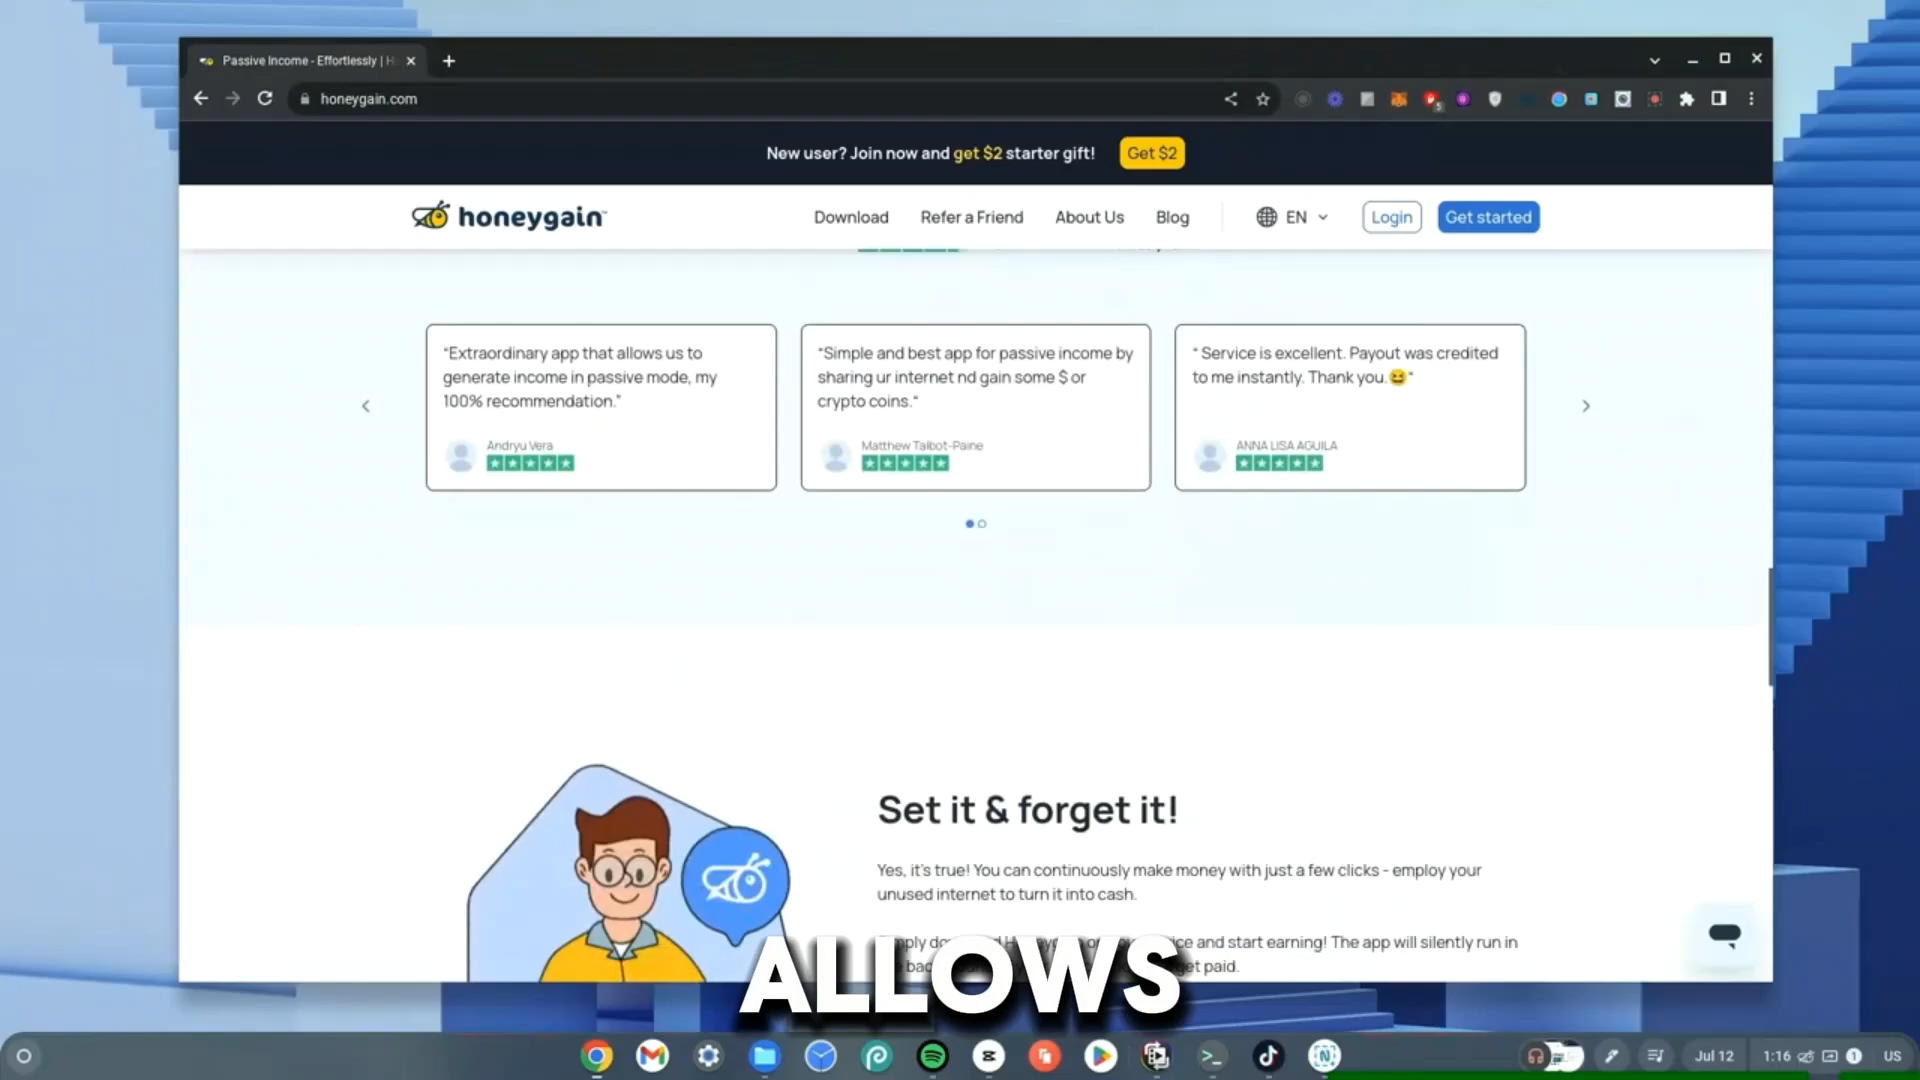 Passive Income - Effortlessly | H
honeygain.com
New user? Join now and get $2 starter gift! Get $2
honeygain Download Refer a Friend About Us Blog EN Login Get started
“Extraordinary app that allows us to
generate income in passive mode, my
100% recommendation.”
Andryu Vera
“Simple and best app for passive income by
sharing ur internet nd gain some $ or
crypto coins.“
Matthew Talbot-Paine
“ Service is excellent. Payout was credited
to me instantly. Thank you.😆 “
ANNA LISA AGUILA
Set it & forget it!
Yes, it's true! You can continuously make money with just a few clicks - employ your
unused internet to turn it into cash.
and start earning! The app will silently run in
get paid.
ALLOWS
Jul 12 1:16 1 US